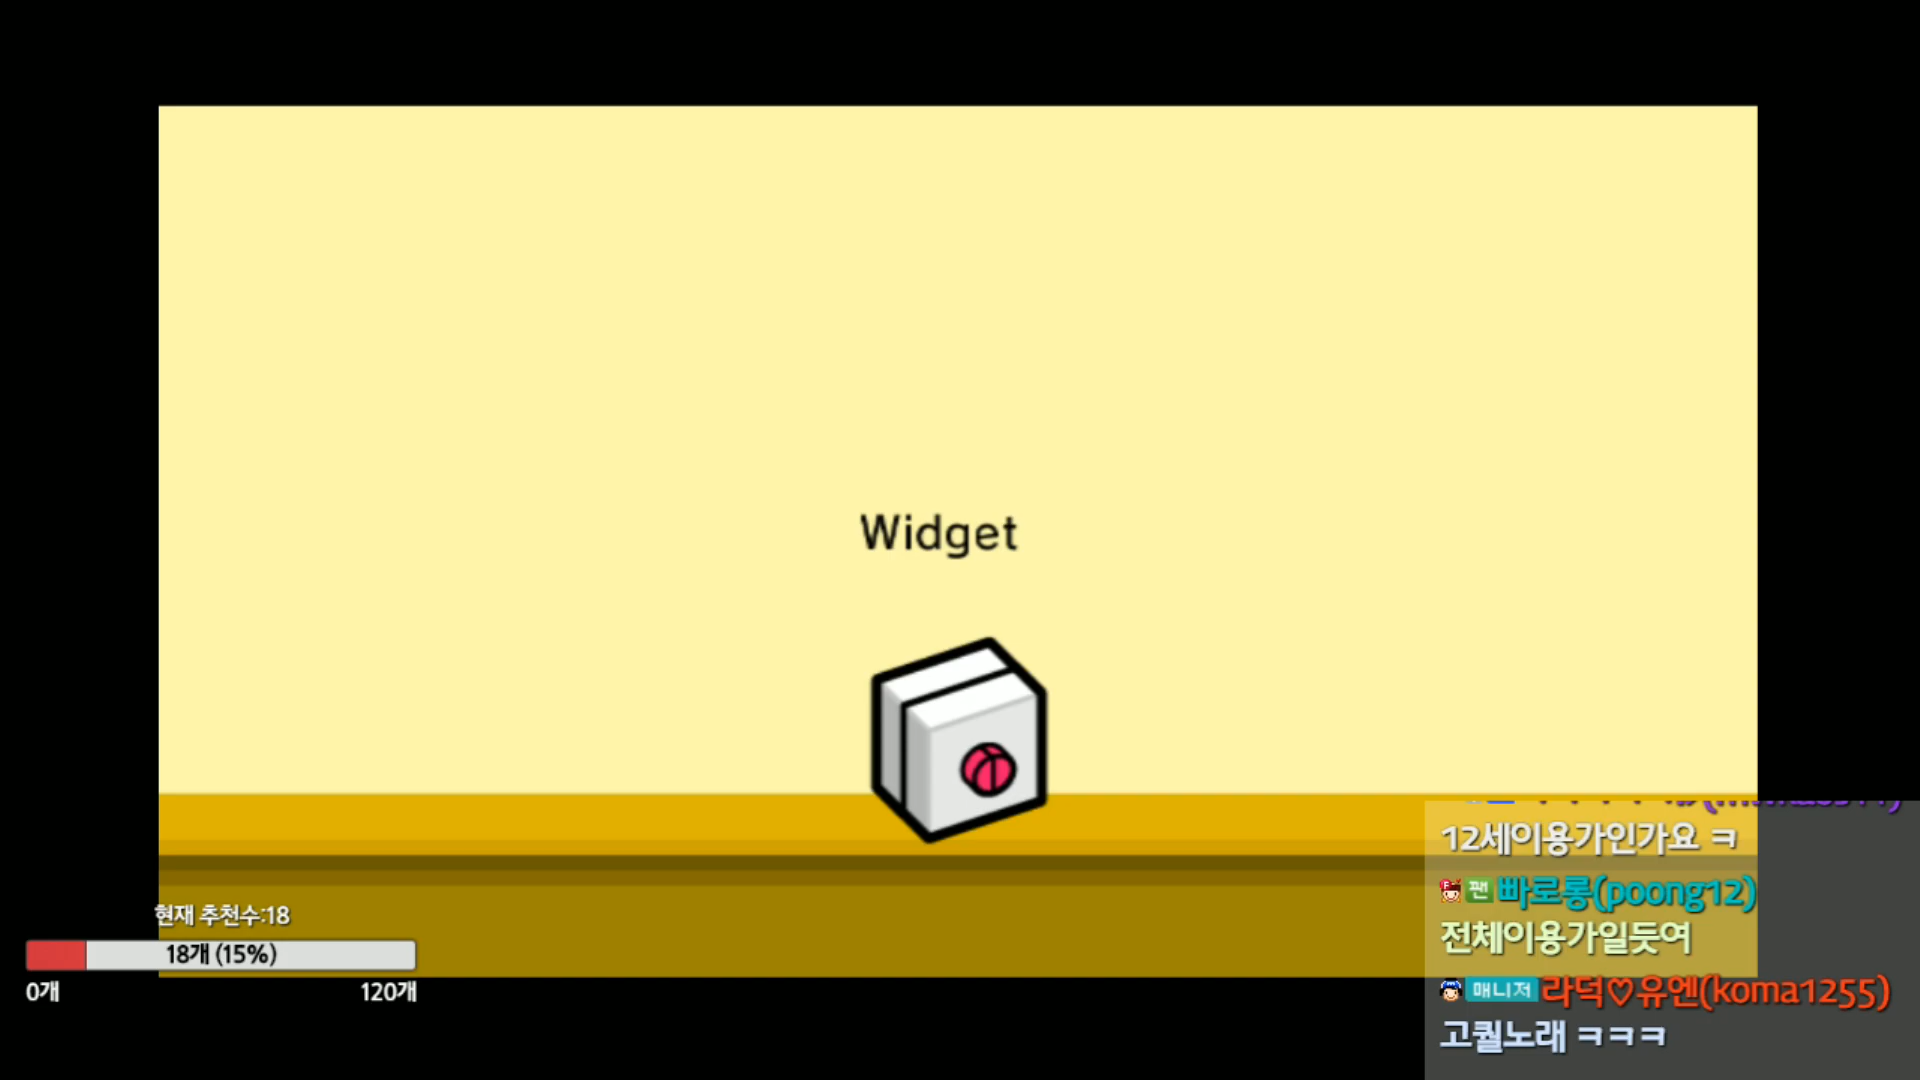 Widget
12세이용가인가요 ㅋ
팬 빠로롱(poong12)
전체이용가일듯여
매니저 라덕♡유엔(koma1255)
고퀄노래 ㅋㅋㅋ
현재 추천수:18
18개 (15%)
0개 120개